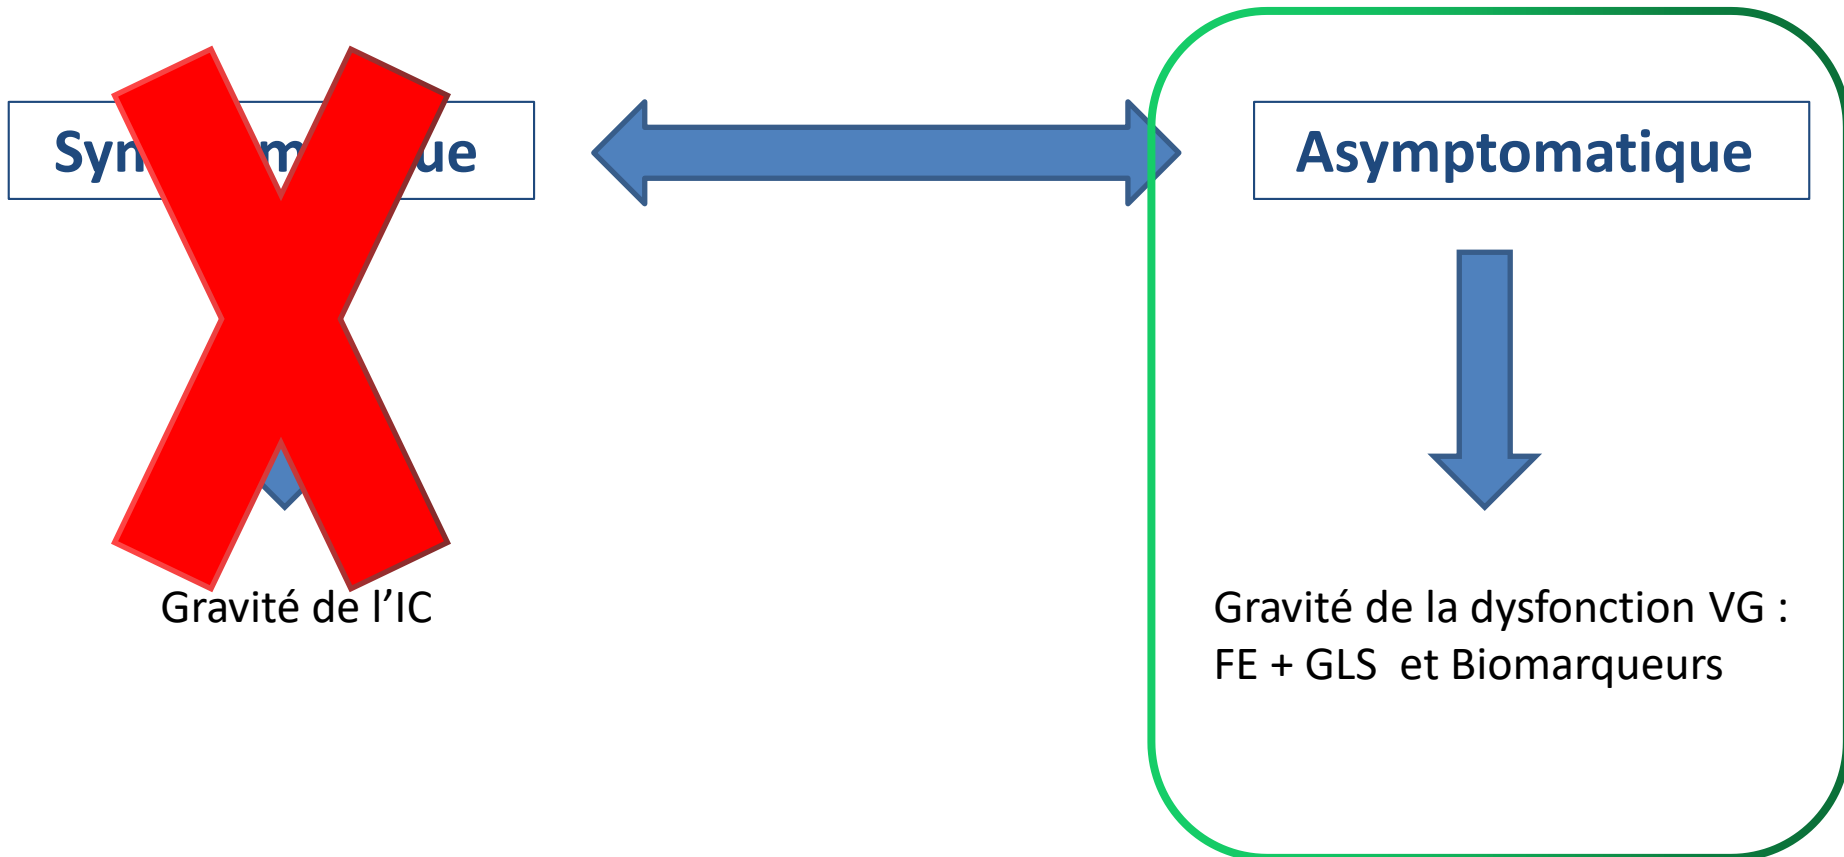 Asymptomatique
Gravité de l’IC
Gravité de la dysfonction VG :
FE + GLS et Biomarqueurs